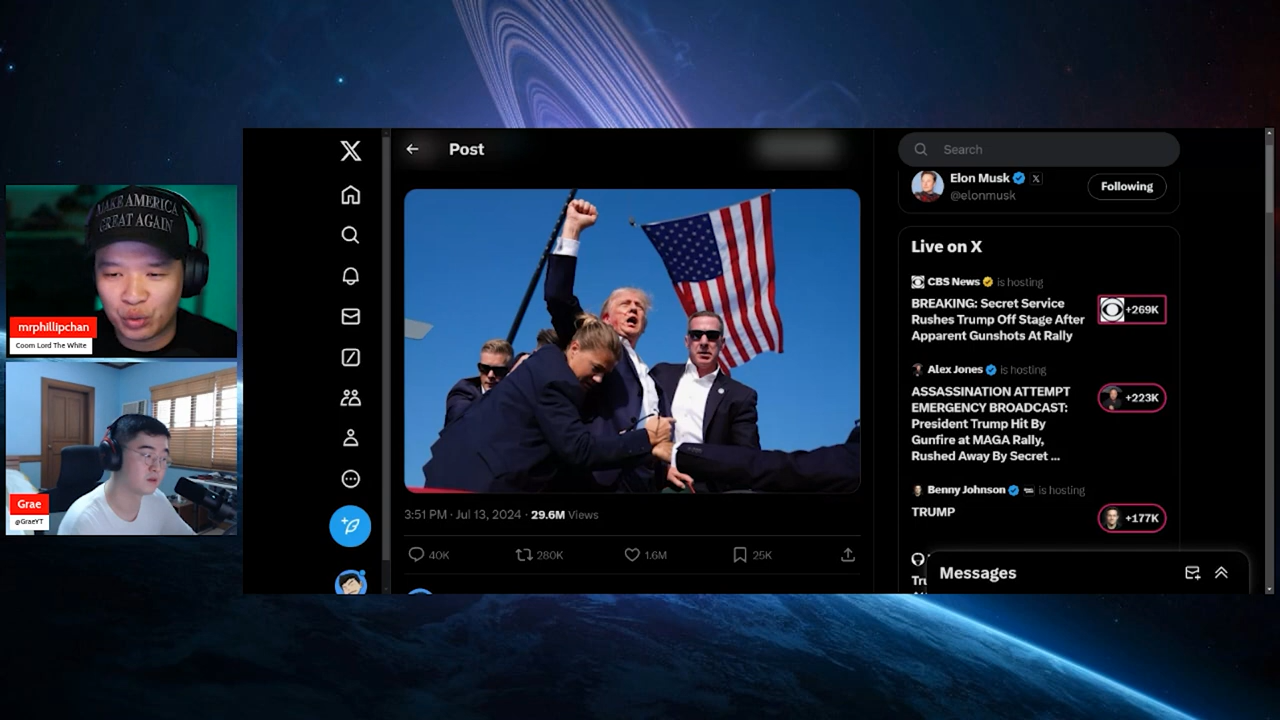 MAKE AMERICA
GREAT AGAIN
mrphillipchan
Coom Lord The White
Grae
@GraeYT
X
Post
3:51 PM · Jul 13, 2024 · 29.6M Views
40K 280K 1.6M 25K
Search
Elon Musk X
@elonmusk
Following
Live on X
CBS News is hosting
BREAKING: Secret Service
Rushes Trump Off Stage After
Apparent Gunshots At Rally
+269K
Alex Jones is hosting
ASSASSINATION ATTEMPT
EMERGENCY BROADCAST:
President Trump Hit By
Gunfire at MAGA Rally,
Rushed Away By Secret ...
+223K
Benny Johnson is hosting
TRUMP
+177K
Messages